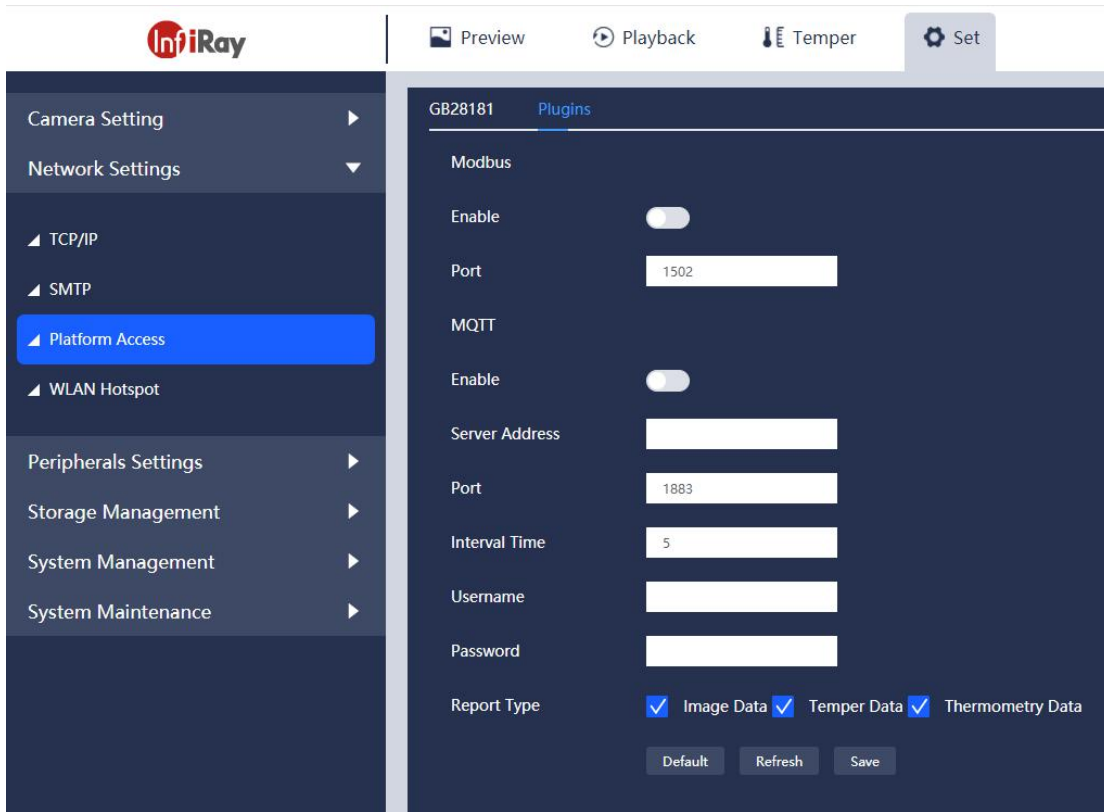 InfiRay
Preview
Playback
Temper
Set
Camera Setting
Network Settings
TCP/IP
SMTP
Platform Access
WLAN Hotspot
Peripherals Settings
Storage Management
System Management
System Maintenance
GB28181 Plugins
Modbus
Enable
Port 1502
MQTT
Enable
Server Address
Port 1883
Interval Time 5
Username
Password
Report Type Image Data Temper Data Thermometry Data
Default Refresh Save